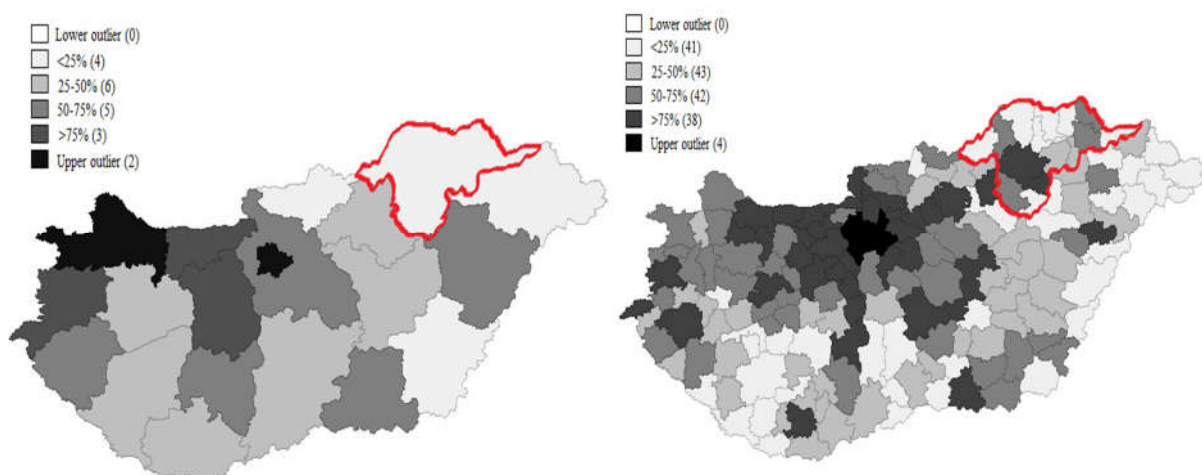 Lower outlier (0)
<25% (4)
25-50% (6)
50-75% (5)
>75% (3)
Upper outlier (2)
Lower outlier (0)
<25% (41)
25-50% (43)
50-75% (42)
>75% (38)
Upper outlier (4)